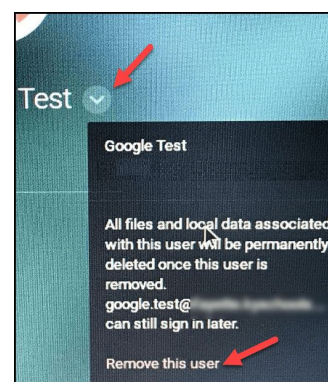 Test
Google Test
All files and local data associated
with this user will be permanently
deleted once this user is
removed.
google.test@
can still sign in later.
Remove this user